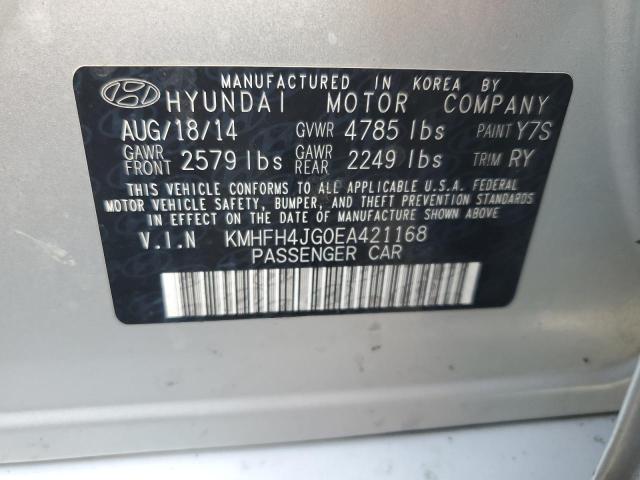 MANUFACTURED IN KOREA BY
HYUNDAI MOTOR COMPANY
AUG/18/14 GVWR 4785 lbs PAINT Y7S
GAWR FRONT 2579 lbs GAWR REAR 2249 lbs TRIM RY
THIS VEHICLE CONFORMS TO ALL APPLICABLE U.S.A. FEDERAL
MOTOR VEHICLE SAFETY, BUMPER, AND THEFT PREVENTION
STANDARDS IN EFFECT ON THE DATE OF MANUFACTURE SHOWN ABOVE
V.I.N KMHFH4JG0EA421168
PASSENGER CAR